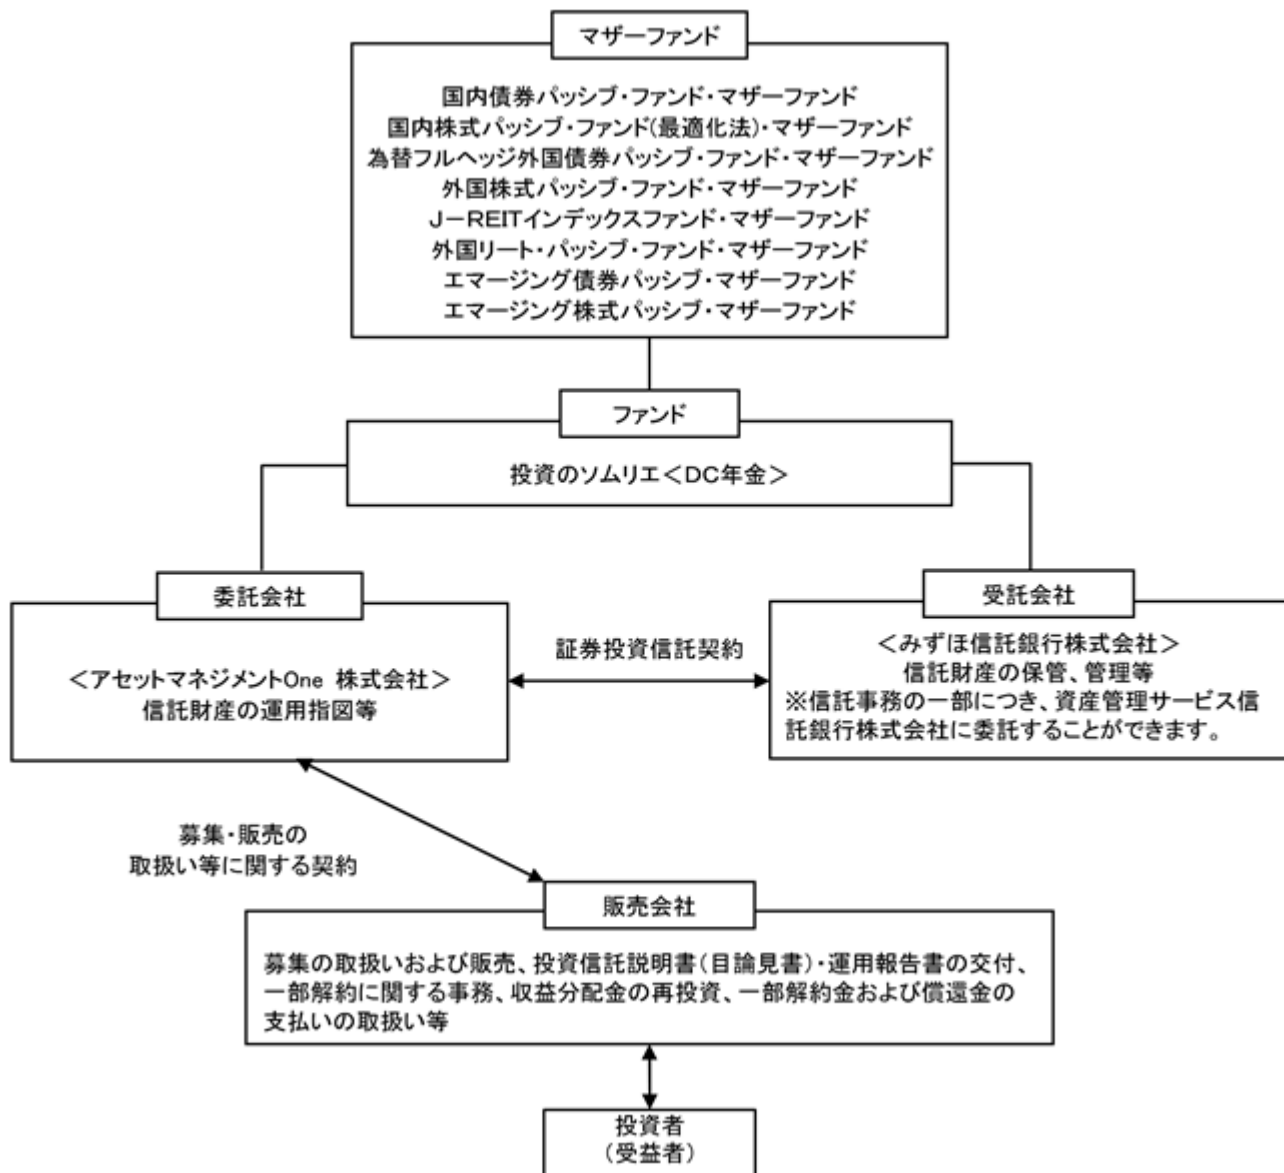 マザーファンド
国内債券パッシブ・ファンド・マザーファンド
国内株式パッシブ・ファンド(最適化法)・マザーファンド
為替フルヘッジ外国債券パッシブ・ファンド・マザーファンド
外国株式パッシブ・ファンド・マザーファンド
J－REITインデックスファンド・マザーファンド
外国リート・パッシブ・ファンド・マザーファンド
エマージング債券パッシブ・マザーファンド
エマージング株式パッシブ・マザーファンド
ファンド
投資のソムリエ＜DC年金＞
委託会社
＜アセットマネジメントOne 株式会社＞
信託財産の運用指図等
証券投資信託契約
受託会社
＜みずほ信託銀行株式会社＞
信託財産の保管、管理等
※信託事務の一部につき、資産管理サービス信
託銀行株式会社に委託することができます。
募集・販売の
取扱い等に関する契約
販売会社
募集の取扱いおよび販売、投資信託説明書(目論見書)・運用報告書の交付、
一部解約に関する事務、収益分配金の再投資、一部解約金および償還金の
支払いの取扱い等
投資者
(受益者)